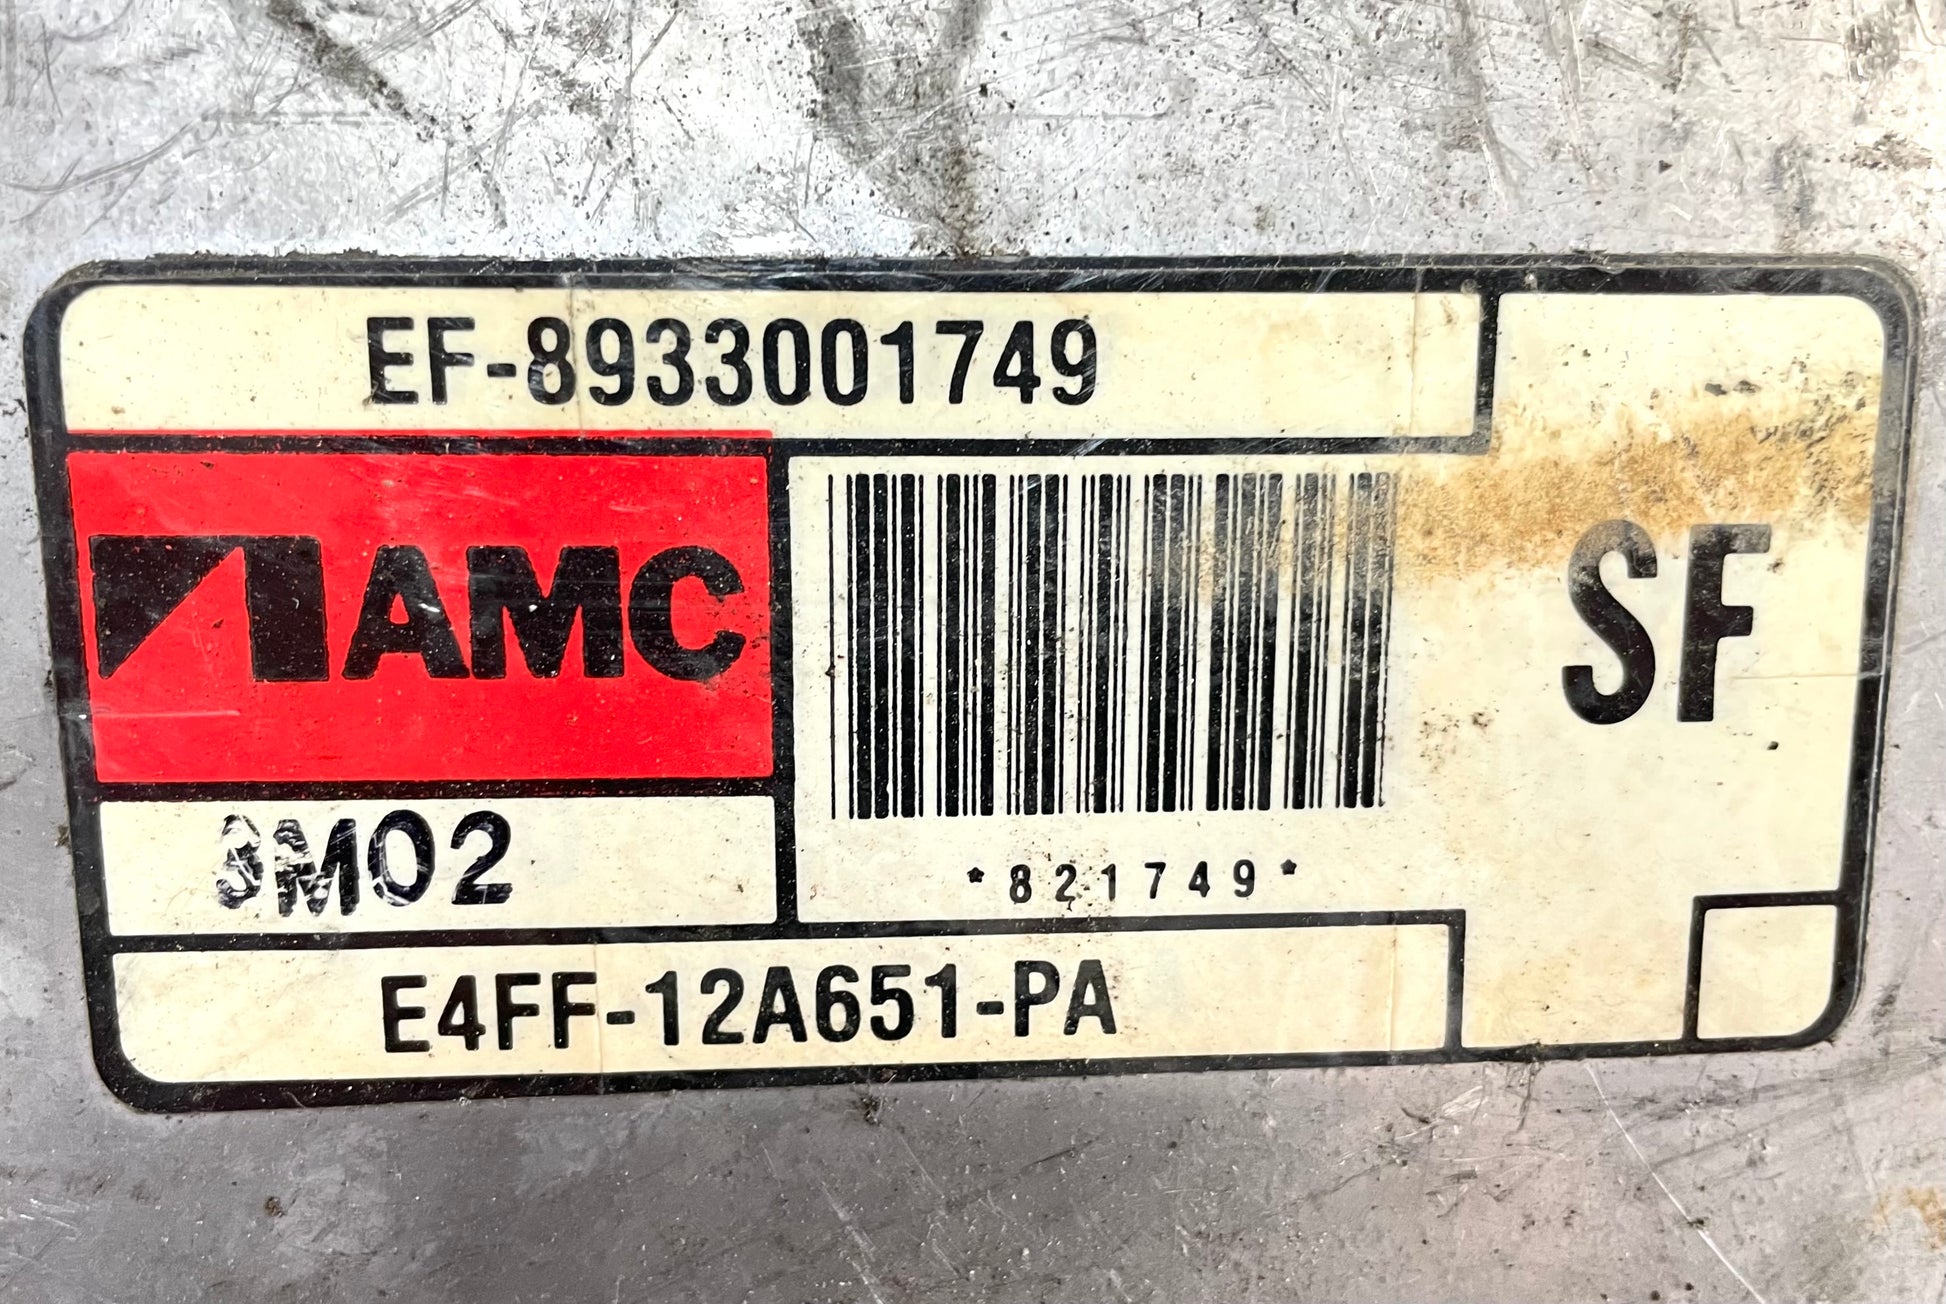 EF-8933001749
AMC
SF
3M02
*821749*
E4FF-12A651-PA